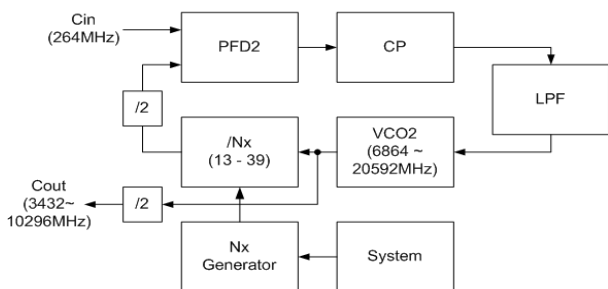 Cin
(264MHz)
PFD2
CP
LPF
/2
/Nx
(13 - 39)
VCO2
(6864 ~
20592MHz)
Cout
(3432~
10296MHz)
/2
Nx
Generator
System